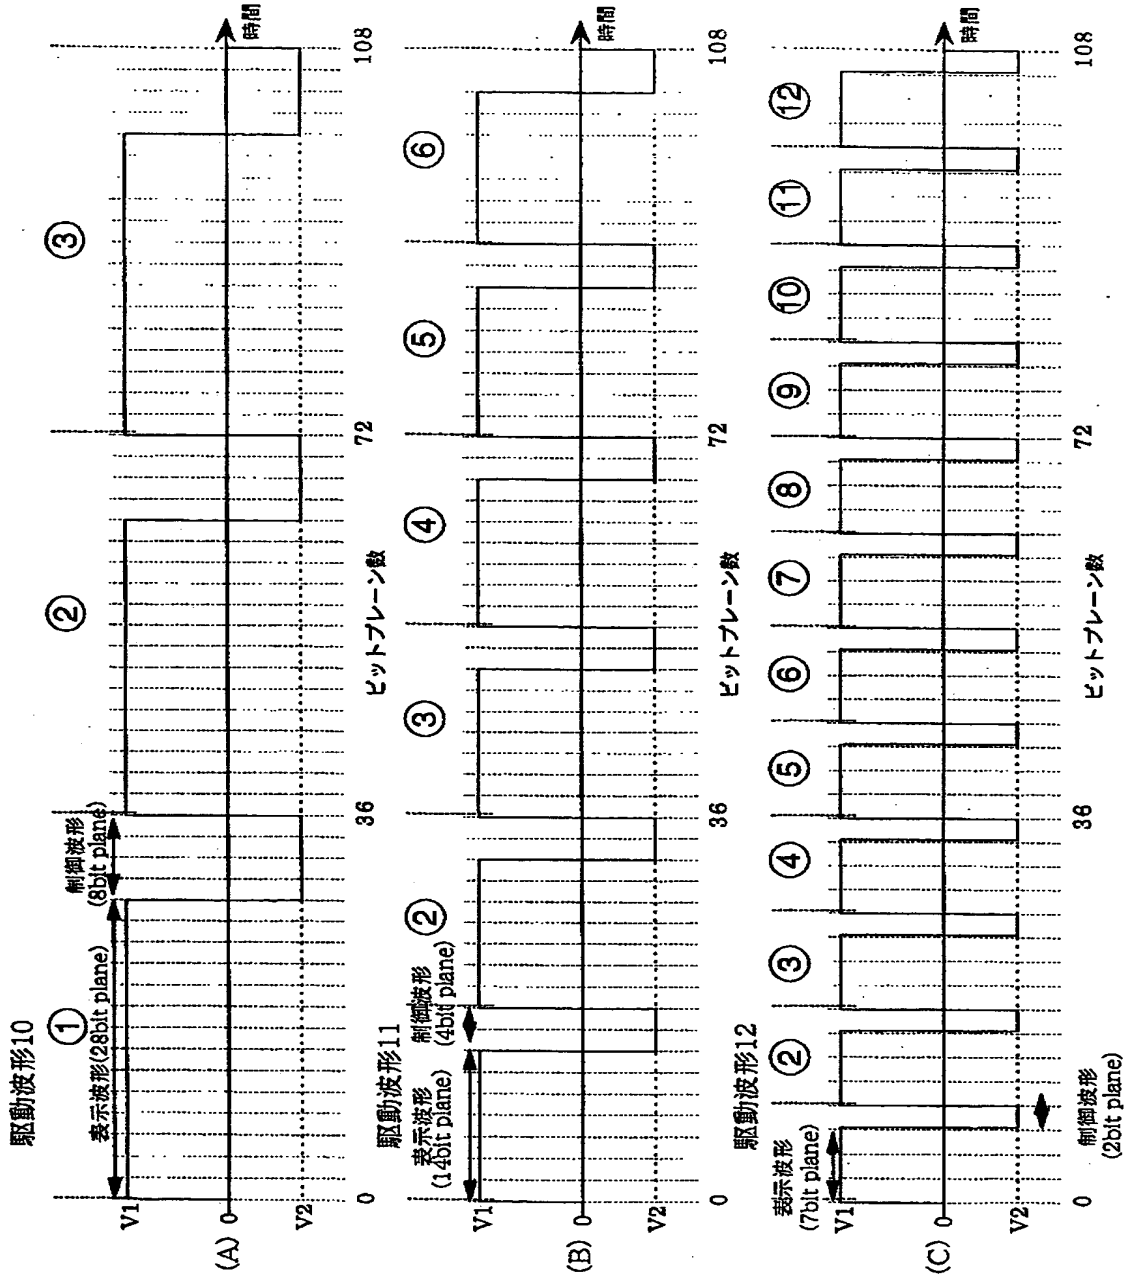 駆動波形10
①
②
③
表示波形(28bit plane)
制御波形
(8bit plane)
V1
(A) 0
V2
時間
0
36
72
108
ビットプレーン数
駆動波形11
②
③
④
⑤
⑥
表示波形
(14bit plane)
制御波形
(4bit plane)
V1
(B) 0
V2
時間
0
36
72
108
ビットプレーン数
駆動波形12
②
③
④
⑤
⑥
⑦
⑧
⑨
⑩
⑪
⑫
表示波形
(7bit plane)
V1
(C) 0
V2
時間
制御波形
(2bit plane)
0
36
72
108
ビットプレーン数